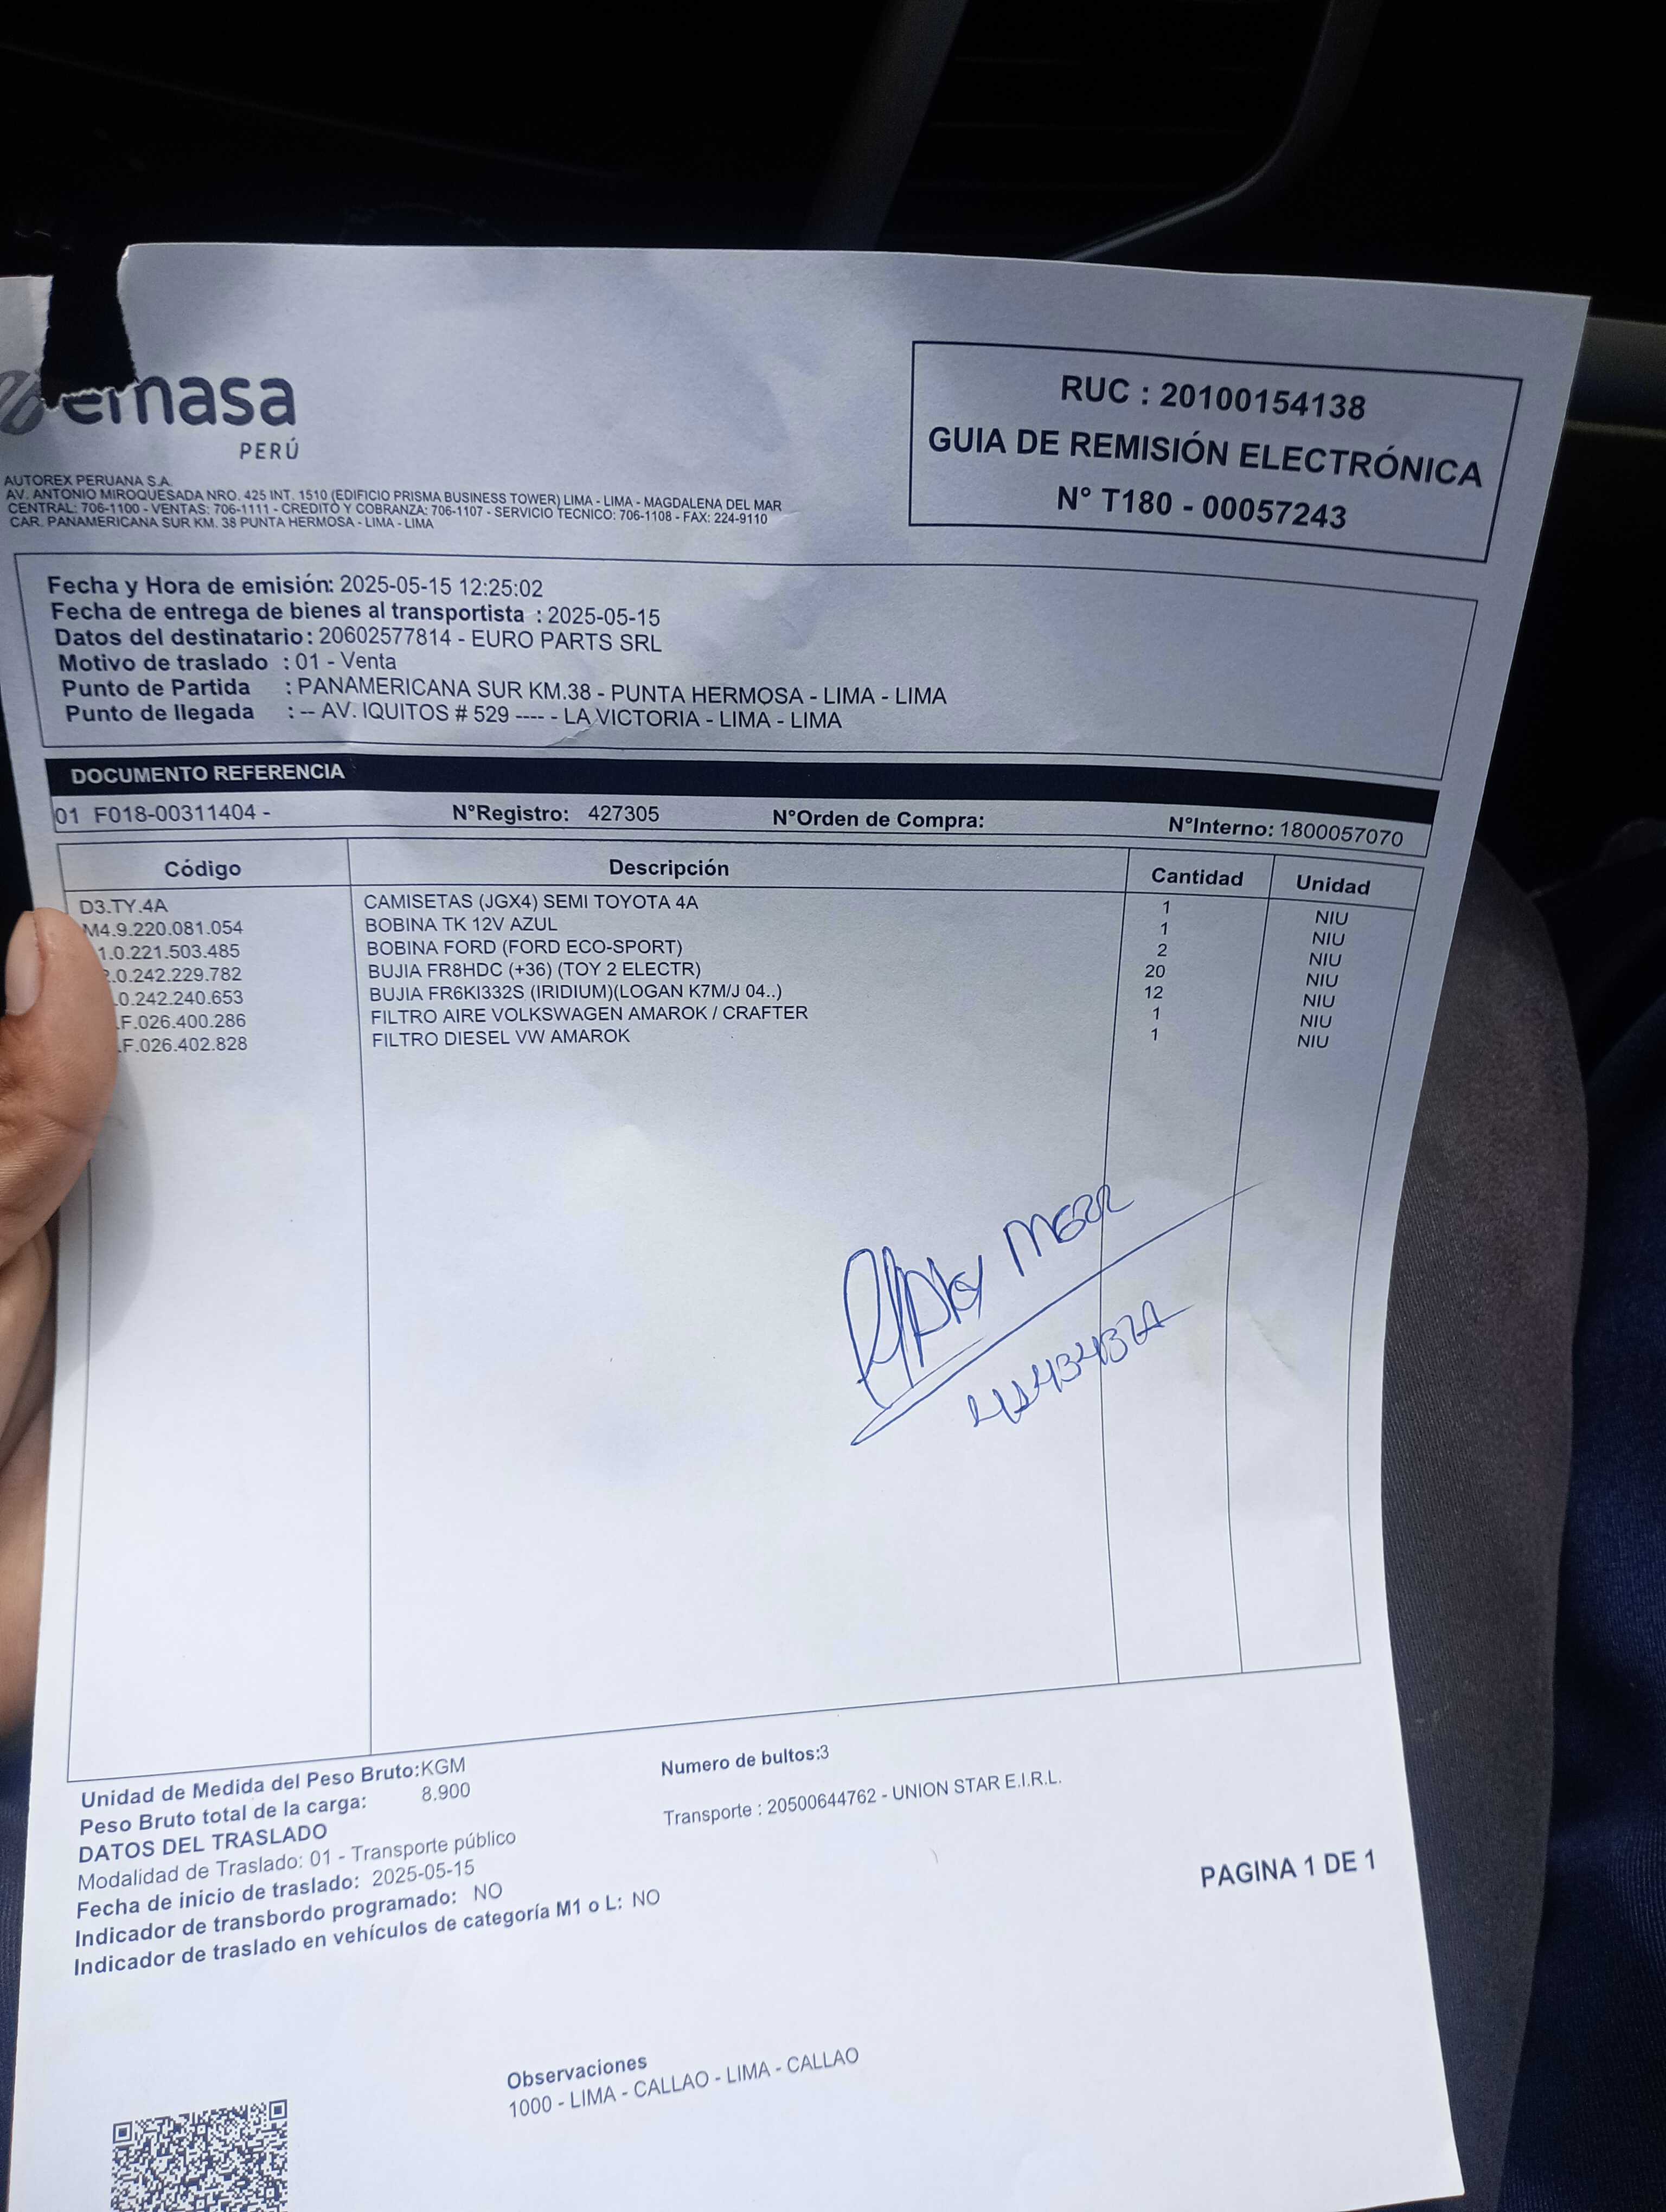 emasa
PERÚ
RUC : 20100154138
GUIA DE REMISIÓN ELECTRÓNICA
N° T180 - 00057243
AUTOREX PERUANA S.A.
AV. ANTONIO MIROQUESADA NRO. 425 INT. 1510 (EDIFICIO PRISMA BUSINESS TOWER) LIMA - LIMA - MAGDALENA DEL MAR
CENTRAL: 706-1100 - VENTAS: 706-1111 - CREDITO Y COBRANZA: 706-1107 - SERVICIO TECNICO: 706-1108 - FAX: 224-9110
CAR. PANAMERICANA SUR KM. 38 PUNTA HERMOSA - LIMA - LIMA
Fecha y Hora de emisión: 2025-05-15 12:25:02
Fecha de entrega de bienes al transportista : 2025-05-15
Datos del destinatario: 20602577814 - EURO PARTS SRL
Motivo de traslado : 01 - Venta
Punto de Partida : PANAMERICANA SUR KM.38 - PUNTA HERMOSA - LIMA - LIMA
Punto de llegada : -- AV. IQUITOS # 529 ---- - LA VICTORIA - LIMA - LIMA
DOCUMENTO REFERENCIA
01 F018-00311404 - N°Registro: 427305 N°Orden de Compra: N°Interno: 1800057070
Código Descripción Cantidad Unidad
D3.TY.4A CAMISETAS (JGX4) SEMI TOYOTA 4A 1 NIU
M4.9.220.081.054 BOBINA TK 12V AZUL 1 NIU
1.0.221.503.485 BOBINA FORD (FORD ECO-SPORT) 2 NIU
.0.242.229.782 BUJIA FR8HDC (+36) (TOY 2 ELECTR) 20 NIU
.0.242.240.653 BUJIA FR6KI332S (IRIDIUM)(LOGAN K7M/J 04..) 12 NIU
.F.026.400.286 FILTRO AIRE VOLKSWAGEN AMAROK / CRAFTER 1 NIU
.F.026.402.828 FILTRO DIESEL VW AMAROK 1 NIU
Unidad de Medida del Peso Bruto:KGM Numero de bultos:3
Peso Bruto total de la carga: 8.900
Transporte : 20500644762 - UNION STAR E.I.R.L.
DATOS DEL TRASLADO
Modalidad de Traslado: 01 - Transporte público
Fecha de inicio de traslado: 2025-05-15
Indicador de transbordo programado: NO
Indicador de traslado en vehículos de categoría M1 o L: NO
PAGINA 1 DE 1
Observaciones
1000 - LIMA - CALLAO - LIMA - CALLAO